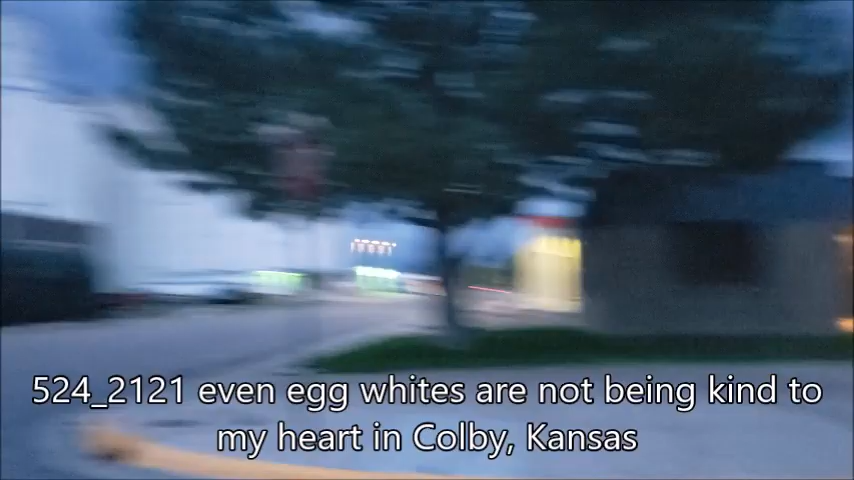 524_2121 even egg whites are not being kind to
my heart in Colby, Kansas